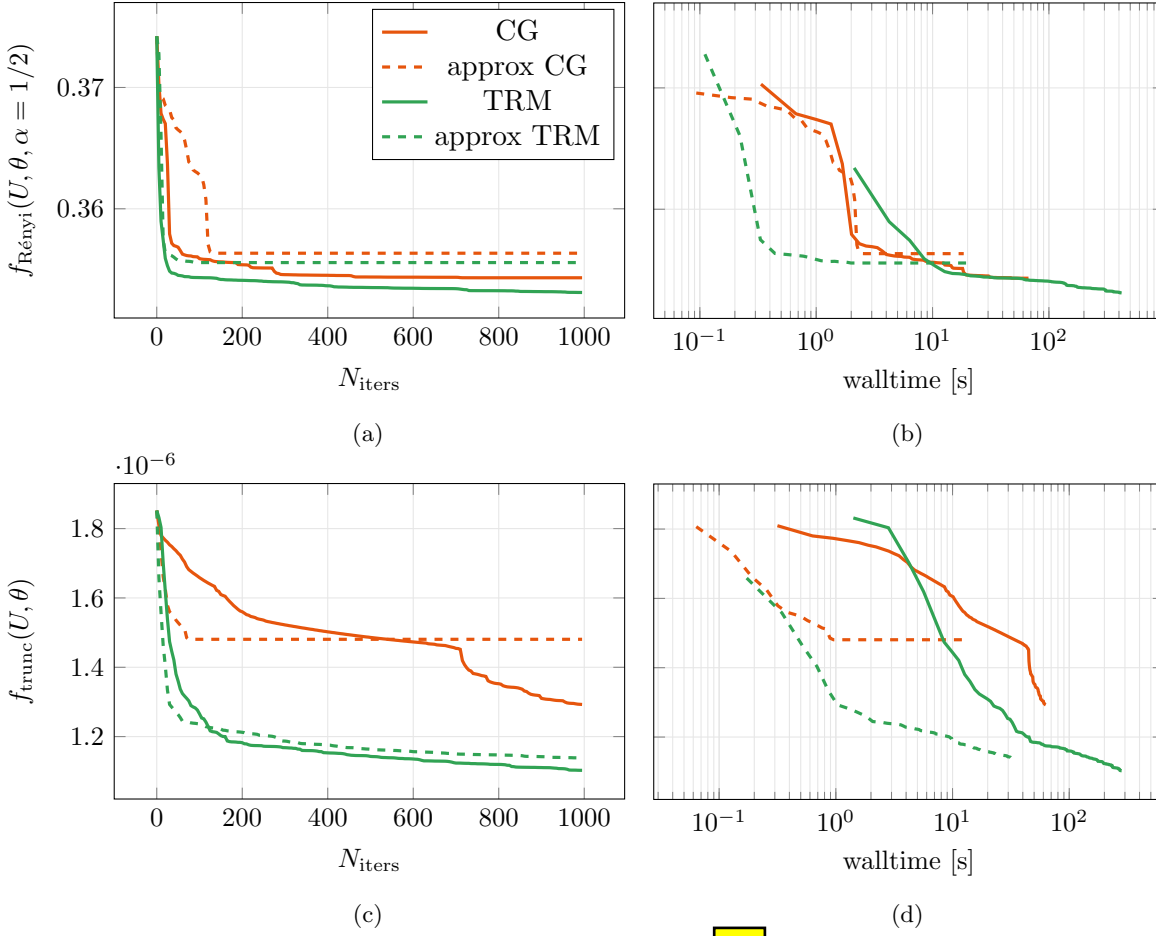 CG
approx CG
TRM
approx TRM
0.37
0.36
f_Rényi(U, θ, α = 1/2)
0 200 400 600 800 1000
N_iters
(a)
10^−1 10^0 10^1 10^2
walltime [s]
(b)
·10^−6
1.8
1.6
1.4
1.2
f_trunc(U, θ)
0 200 400 600 800 1000
N_iters
(c)
10^−1 10^0 10^1 10^2
walltime [s]
(d)